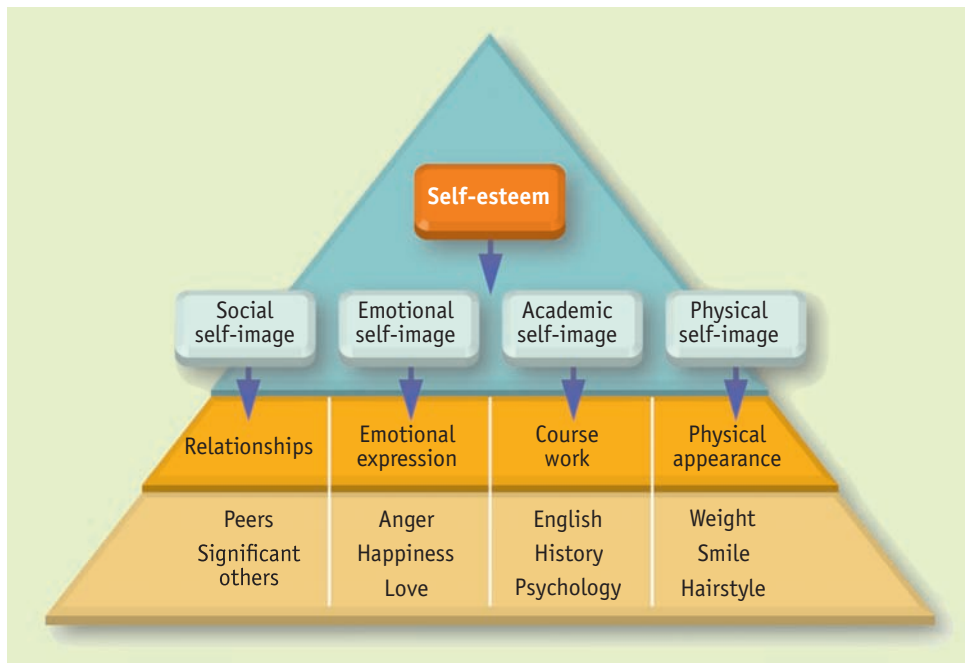 Self-esteem
Social
self-image
Emotional
self-image
Academic
self-image
Physical
self-image
Relationships
Emotional
expression
Course
work
Physical
appearance
Peers
Significant
others
Anger
Happiness
Love
English
History
Psychology
Weight
Smile
Hairstyle